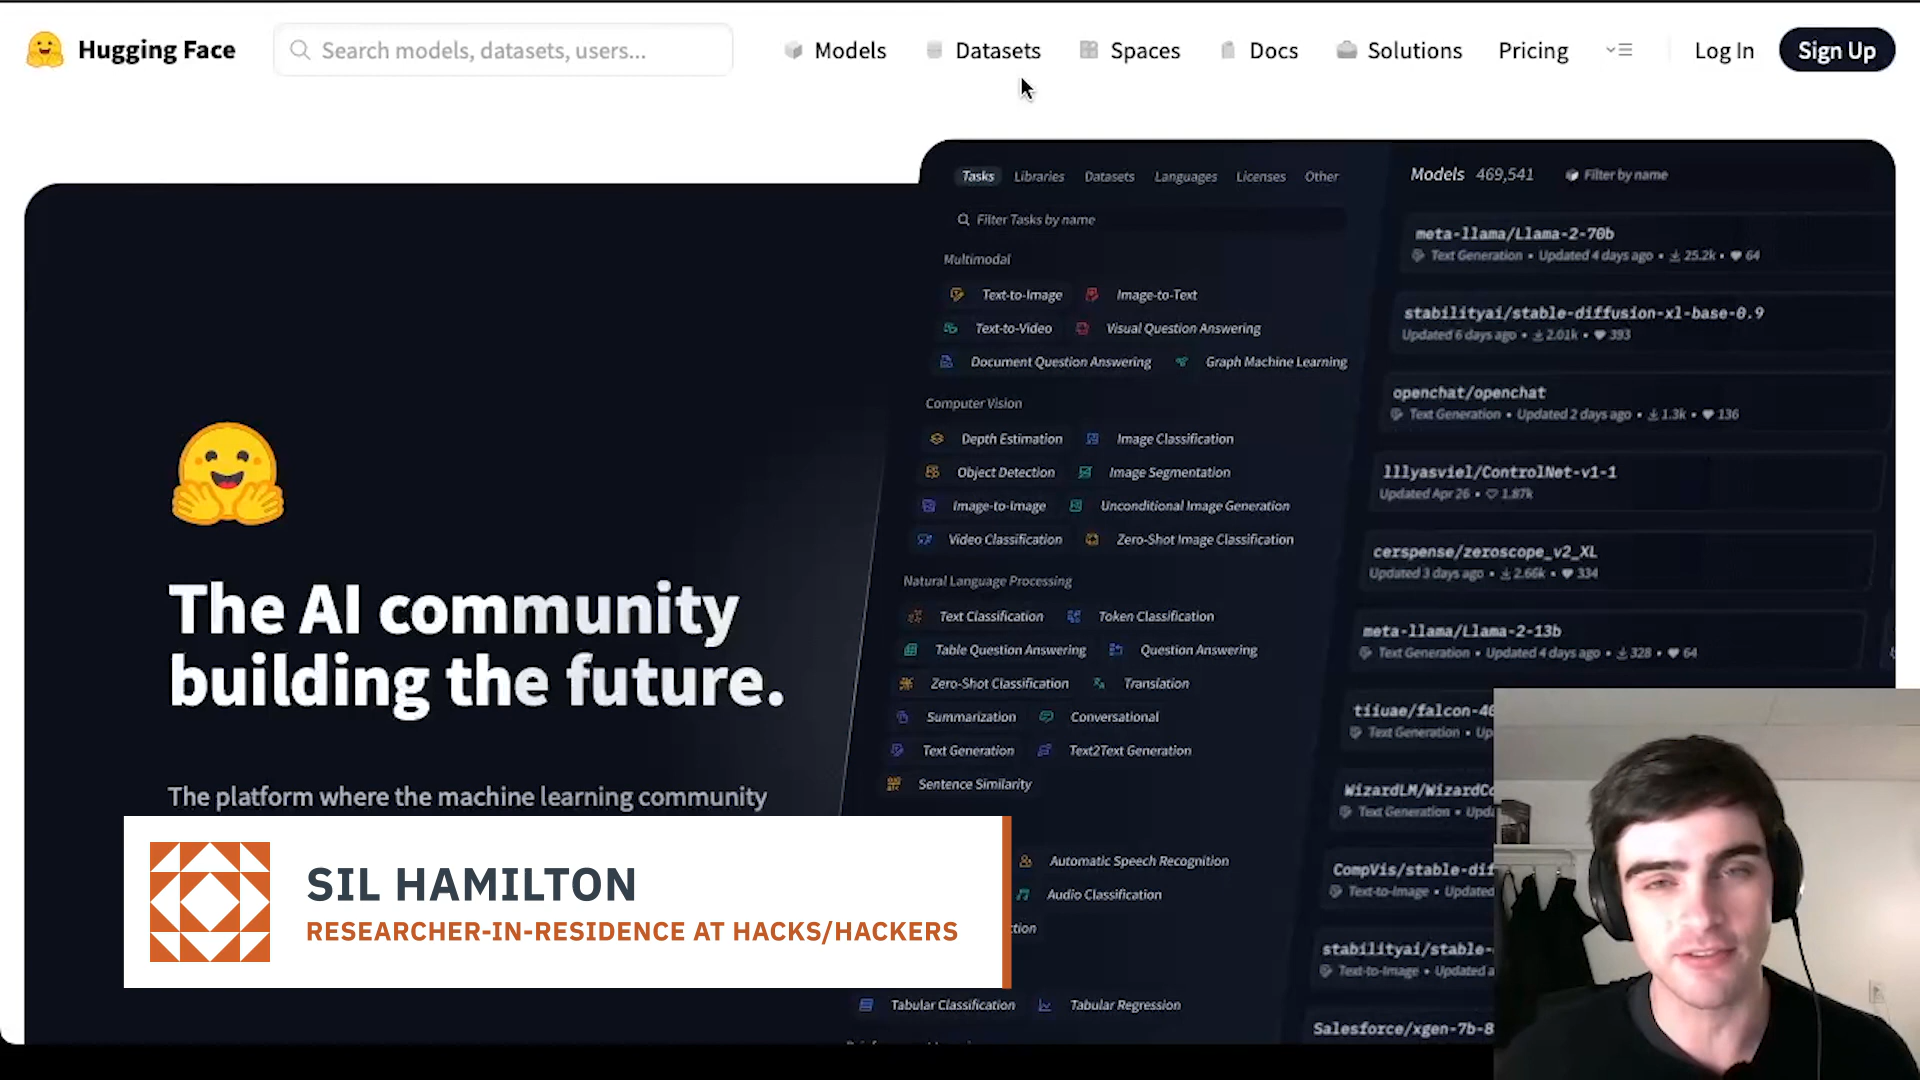 Hugging Face
Search models, datasets, users...
Models
Datasets
Spaces
Docs
Solutions
Pricing
Log In
Sign Up
Tasks
Libraries
Datasets
Languages
Licenses
Other
Filter Tasks by name
Multimodal
Text-to-Image
Image-to-Text
Text-to-Video
Visual Question Answering
Document Question Answering
Graph Machine Learning
Computer Vision
Depth Estimation
Image Classification
Object Detection
Image Segmentation
Image-to-Image
Unconditional Image Generation
Video Classification
Zero-Shot Image Classification
Natural Language Processing
Text Classification
Token Classification
Table Question Answering
Question Answering
Zero-Shot Classification
Translation
Summarization
Conversational
Text Generation
Text2Text Generation
Sentence Similarity
Automatic Speech Recognition
Audio Classification
ction
Tabular Classification
Tabular Regression
Models 469,541
Filter by name
meta-llama/Llama-2-70b
Text Generation • Updated 4 days ago • 25.2k • 64
stabilityai/stable-diffusion-xl-base-0.9
Updated 6 days ago • 2.01k • 393
openchat/openchat
Text Generation • Updated 2 days ago • 1.3k • 136
lllyasviel/ControlNet-v1-1
Updated Apr 26 • 1.87k
cerspense/zeroscope_v2_XL
Updated 3 days ago • 2.66k • 334
meta-llama/Llama-2-13b
Text Generation • Updated 4 days ago • 328 • 64
tiiuae/falcon-40
Text Generation • Up
WizardLM/WizardCo
Text Generation • Upda
CompVis/stable-dif
Text-to-Image • Updated
stabilityai/stable-
Text-to-Image • Updated a
Salesforce/xgen-7b-8
The AI community
building the future.
The platform where the machine learning community
SIL HAMILTON
RESEARCHER-IN-RESIDENCE AT HACKS/HACKERS